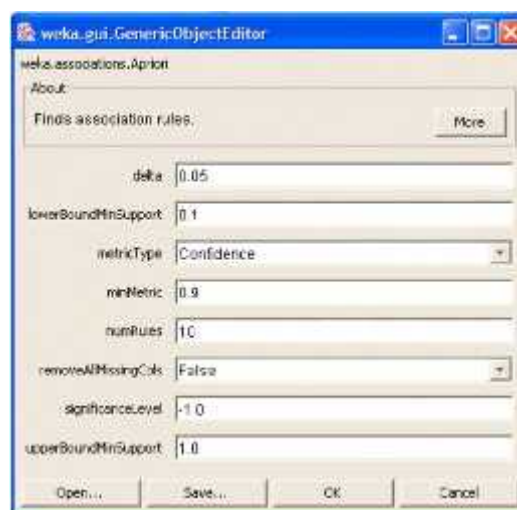 weka.gui.GenericObjectEditor
weka.associations.Apriori
About
Finds association rules.
More
delta 0.05
lowerBoundMinSupport 0.1
metricType Confidence
minMetric 0.9
numRules 10
removeAllMissingCols False
significanceLevel -1.0
upperBoundMinSupport 1.0
Open... Save... OK Cancel